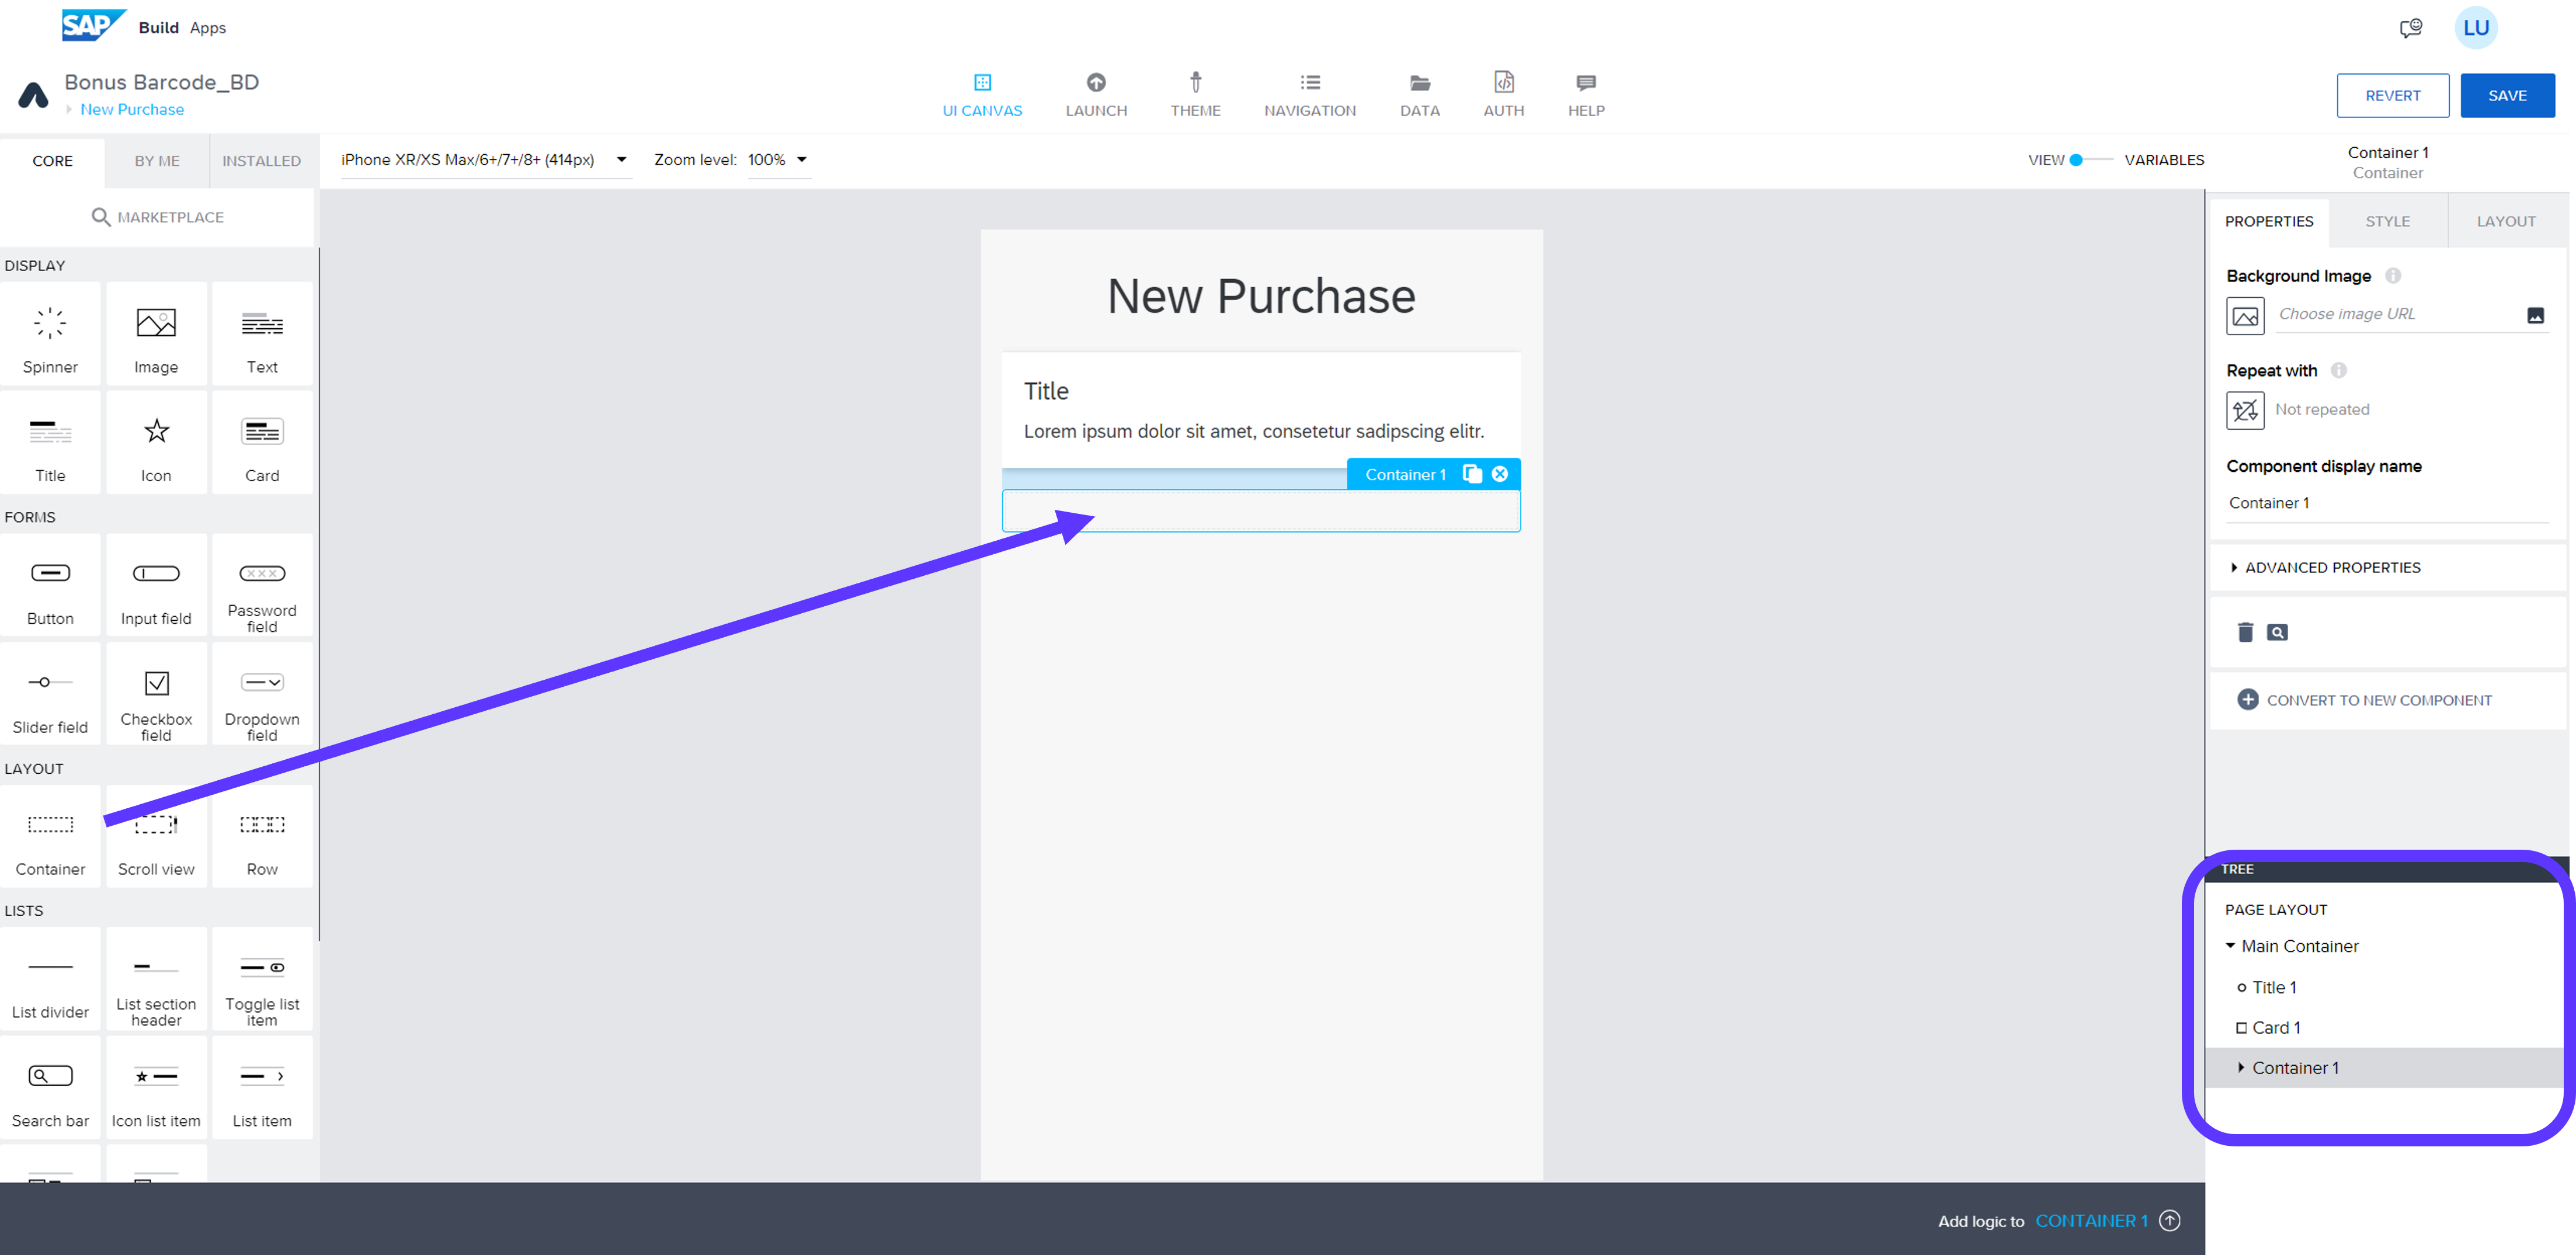 SAP Build Apps
LU
Bonus Barcode_BD
New Purchase
UI CANVAS
LAUNCH
THEME
NAVIGATION
DATA
AUTH
HELP
REVERT
SAVE
CORE
BY ME
INSTALLED
iPhone XR/XS Max/6+/7+/8+ (414px)
Zoom level: 100%
VIEW
VARIABLES
Container 1
Container
MARKETPLACE
DISPLAY
Spinner
Image
Text
Title
Icon
Card
FORMS
Button
Input field
Password
field
Slider field
Checkbox
field
Dropdown
field
LAYOUT
Container
Scroll view
Row
LISTS
List divider
List section
header
Toggle list
item
Search bar
Icon list item
List item
New Purchase
Title
Lorem ipsum dolor sit amet, consetetur sadipscing elitr.
Container 1
PROPERTIES
STYLE
LAYOUT
Background Image
Choose image URL
Repeat with
Not repeated
Component display name
Container 1
ADVANCED PROPERTIES
CONVERT TO NEW COMPONENT
TREE
PAGE LAYOUT
Main Container
Title 1
Card 1
Container 1
Add logic to CONTAINER 1